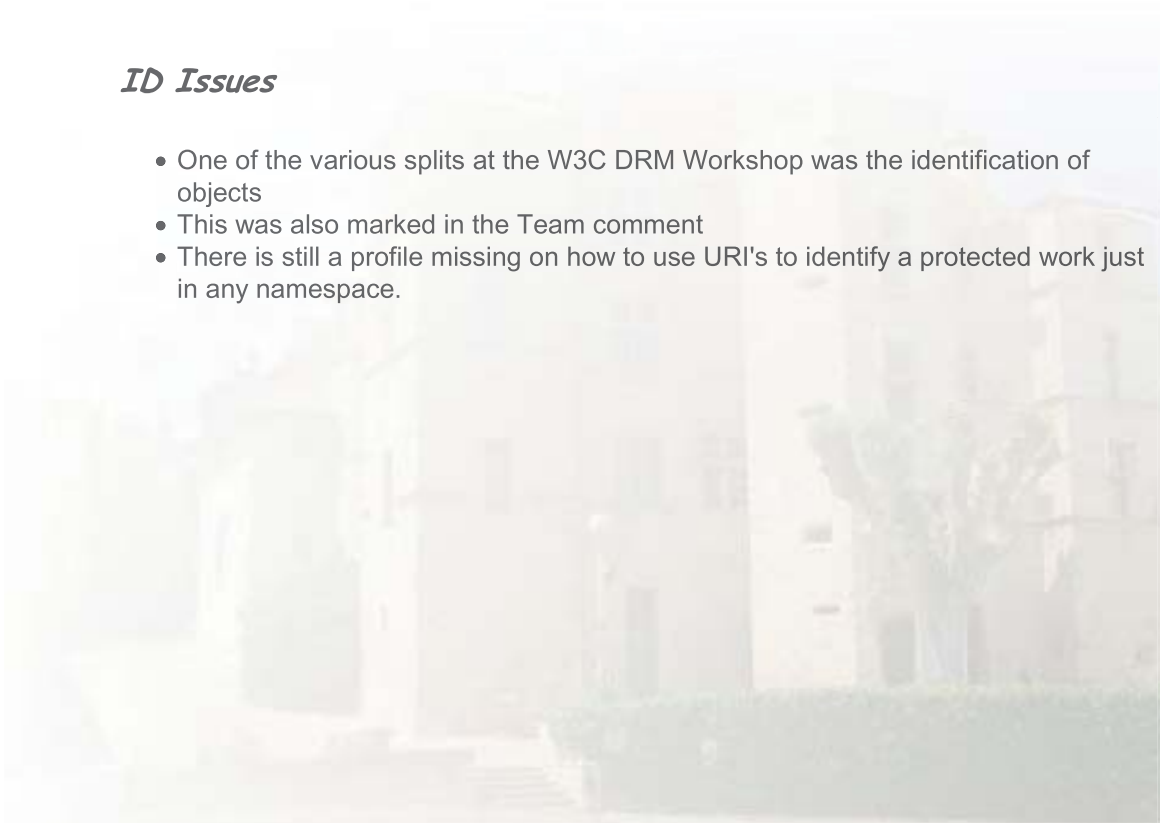 ID Issues
• One of the various splits at the W3C DRM Workshop was the identification of
objects
• This was also marked in the Team comment
• There is still a profile missing on how to use URI's to identify a protected work just
in any namespace.